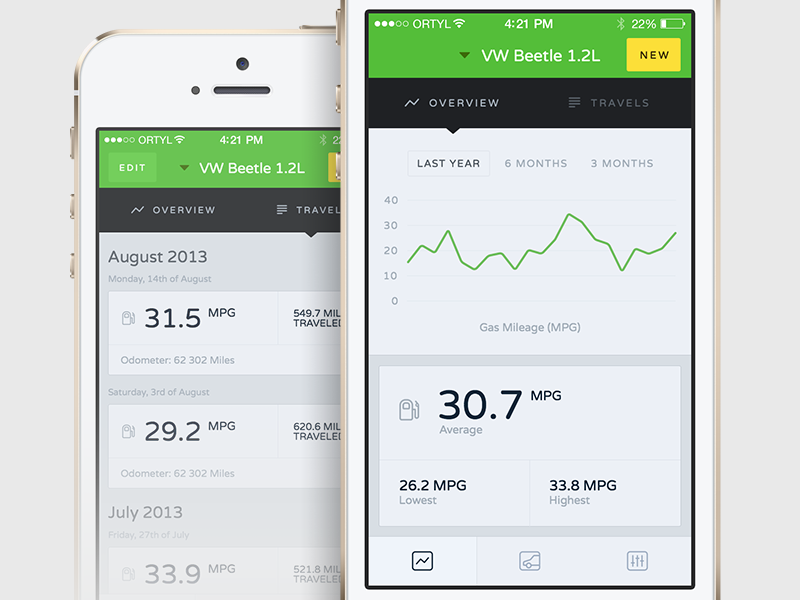 ORTYL 4:21 PM 22
EDIT VW Beetle 1.2L
OVERVIEW TRAVEL
August 2013
Monday, 14th of August
31.5 MPG 549.7 MIL
TRAVELED
Odometer: 62 302 Miles
Saturday, 3rd of August
29.2 MPG 620.6 MIL
TRAVELED
Odometer: 62 302 Miles
July 2013
Friday, 27th of July
33.9 MPG 521.8 MIL
TRAVELED
ORTYL 4:21 PM 22%
VW Beetle 1.2L NEW
OVERVIEW TRAVELS
LAST YEAR 6 MONTHS 3 MONTHS
40
30
20
10
0
Gas Mileage (MPG)
30.7 MPG
Average
26.2 MPG 33.8 MPG
Lowest Highest